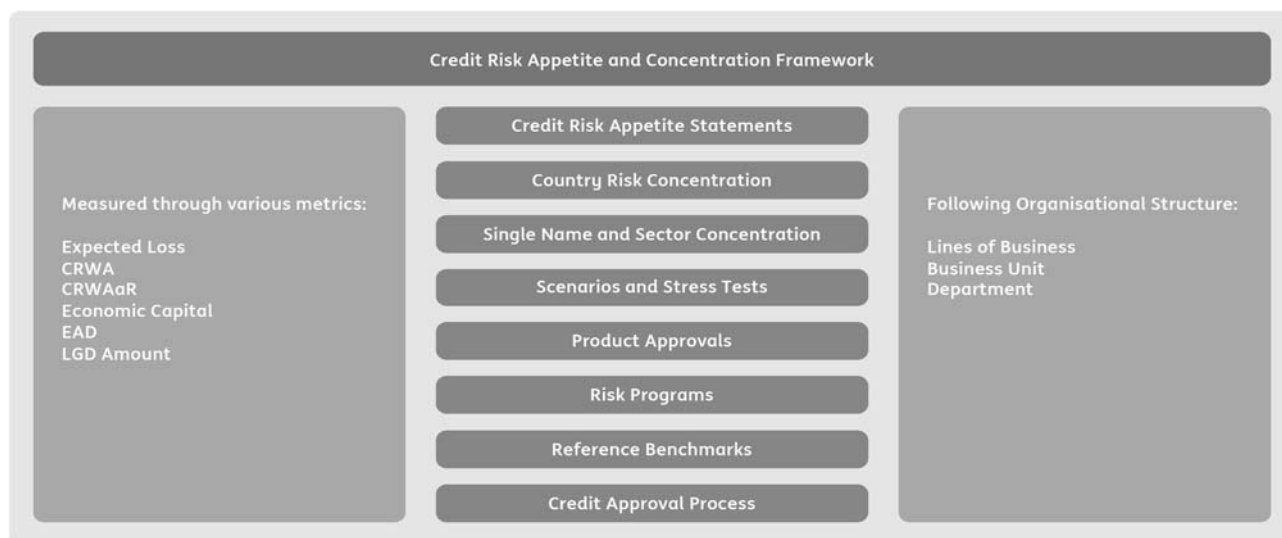 Credit Risk Appetite and Concentration Framework
Measured through various metrics:
Expected Loss
CRWA
CRWAaR
Economic Capital
EAD
LGD Amount
Credit Risk Appetite Statements
Country Risk Concentration
Single Name and Sector Concentration
Scenarios and Stress Tests
Product Approvals
Risk Programs
Reference Benchmarks
Credit Approval Process
Following Organisational Structure:
Lines of Business
Business Unit
Department